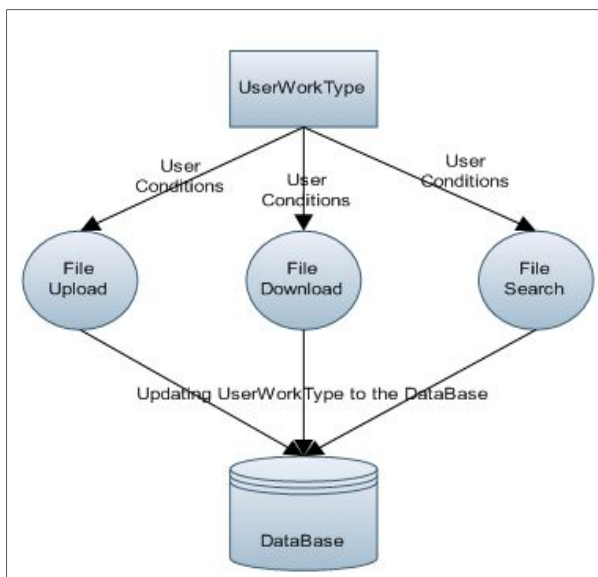 UserWorkType
User
Conditions
User
Conditions
User
Conditions
File
Upload
File
Download
File
Search
Updating UserWorkType to the DataBase
DataBase